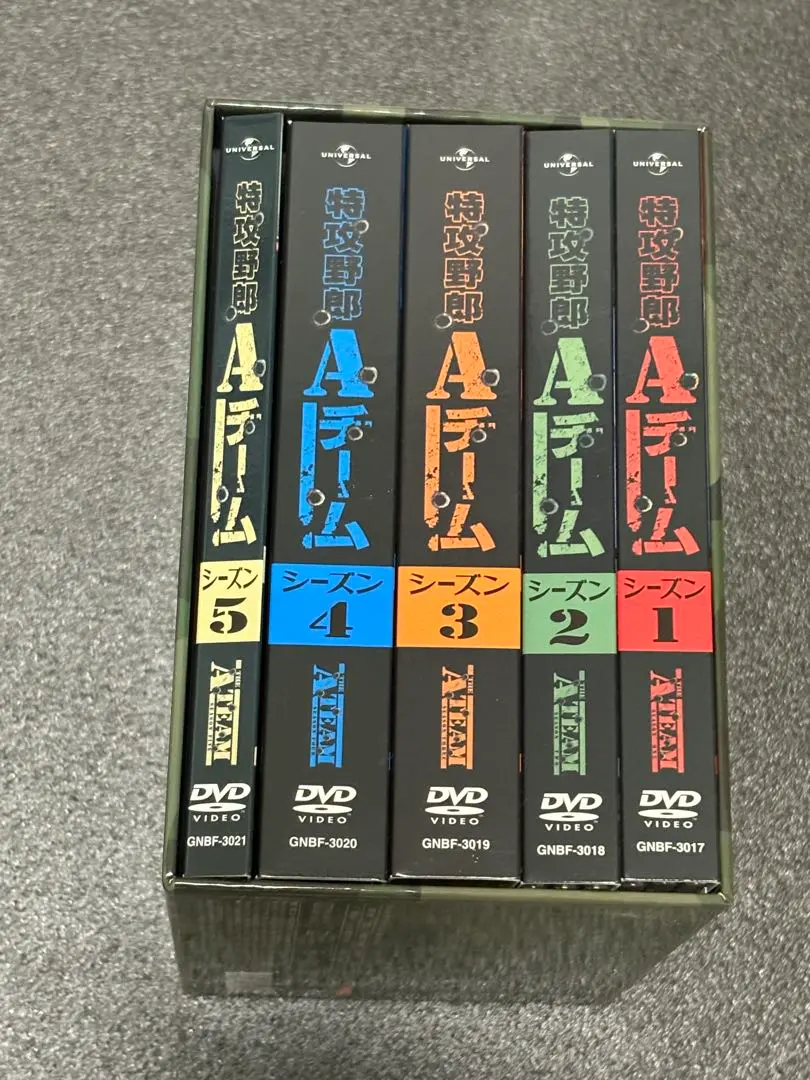 UNIVERSAL
特攻野郎
Aチーム
シーズン
5
THE
A-TEAM
DVD
VIDEO
GNBF-3021
UNIVERSAL
特攻野郎
Aチーム
シーズン
4
THE
A-TEAM
DVD
VIDEO
GNBF-3020
UNIVERSAL
特攻野郎
Aチーム
シーズン
3
THE
A-TEAM
DVD
VIDEO
GNBF-3019
UNIVERSAL
特攻野郎
Aチーム
シーズン
2
THE
A-TEAM
DVD
VIDEO
GNBF-3018
UNIVERSAL
特攻野郎
Aチーム
シーズン
1
THE
A-TEAM
DVD
VIDEO
GNBF-3017